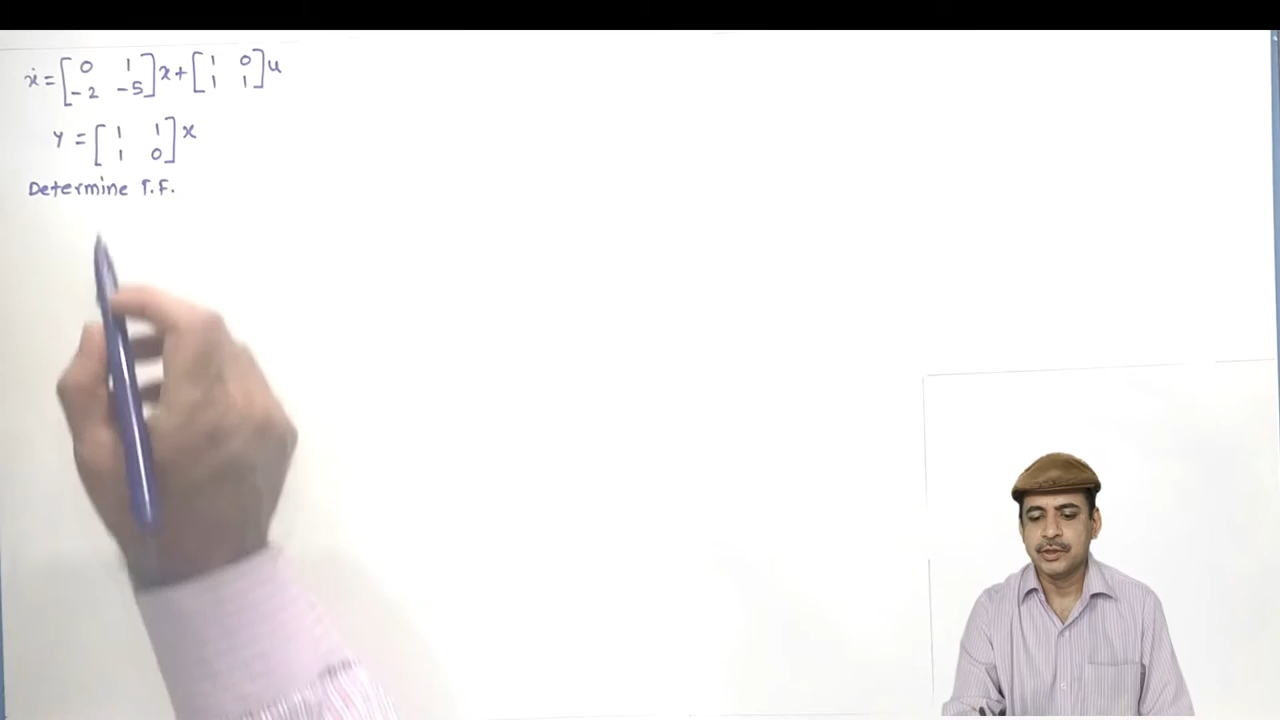 ẋ = [0 1; -2 -5] x + [1 0; 1 1] u
y = [1 1; 1 0] x
Determine T.F.